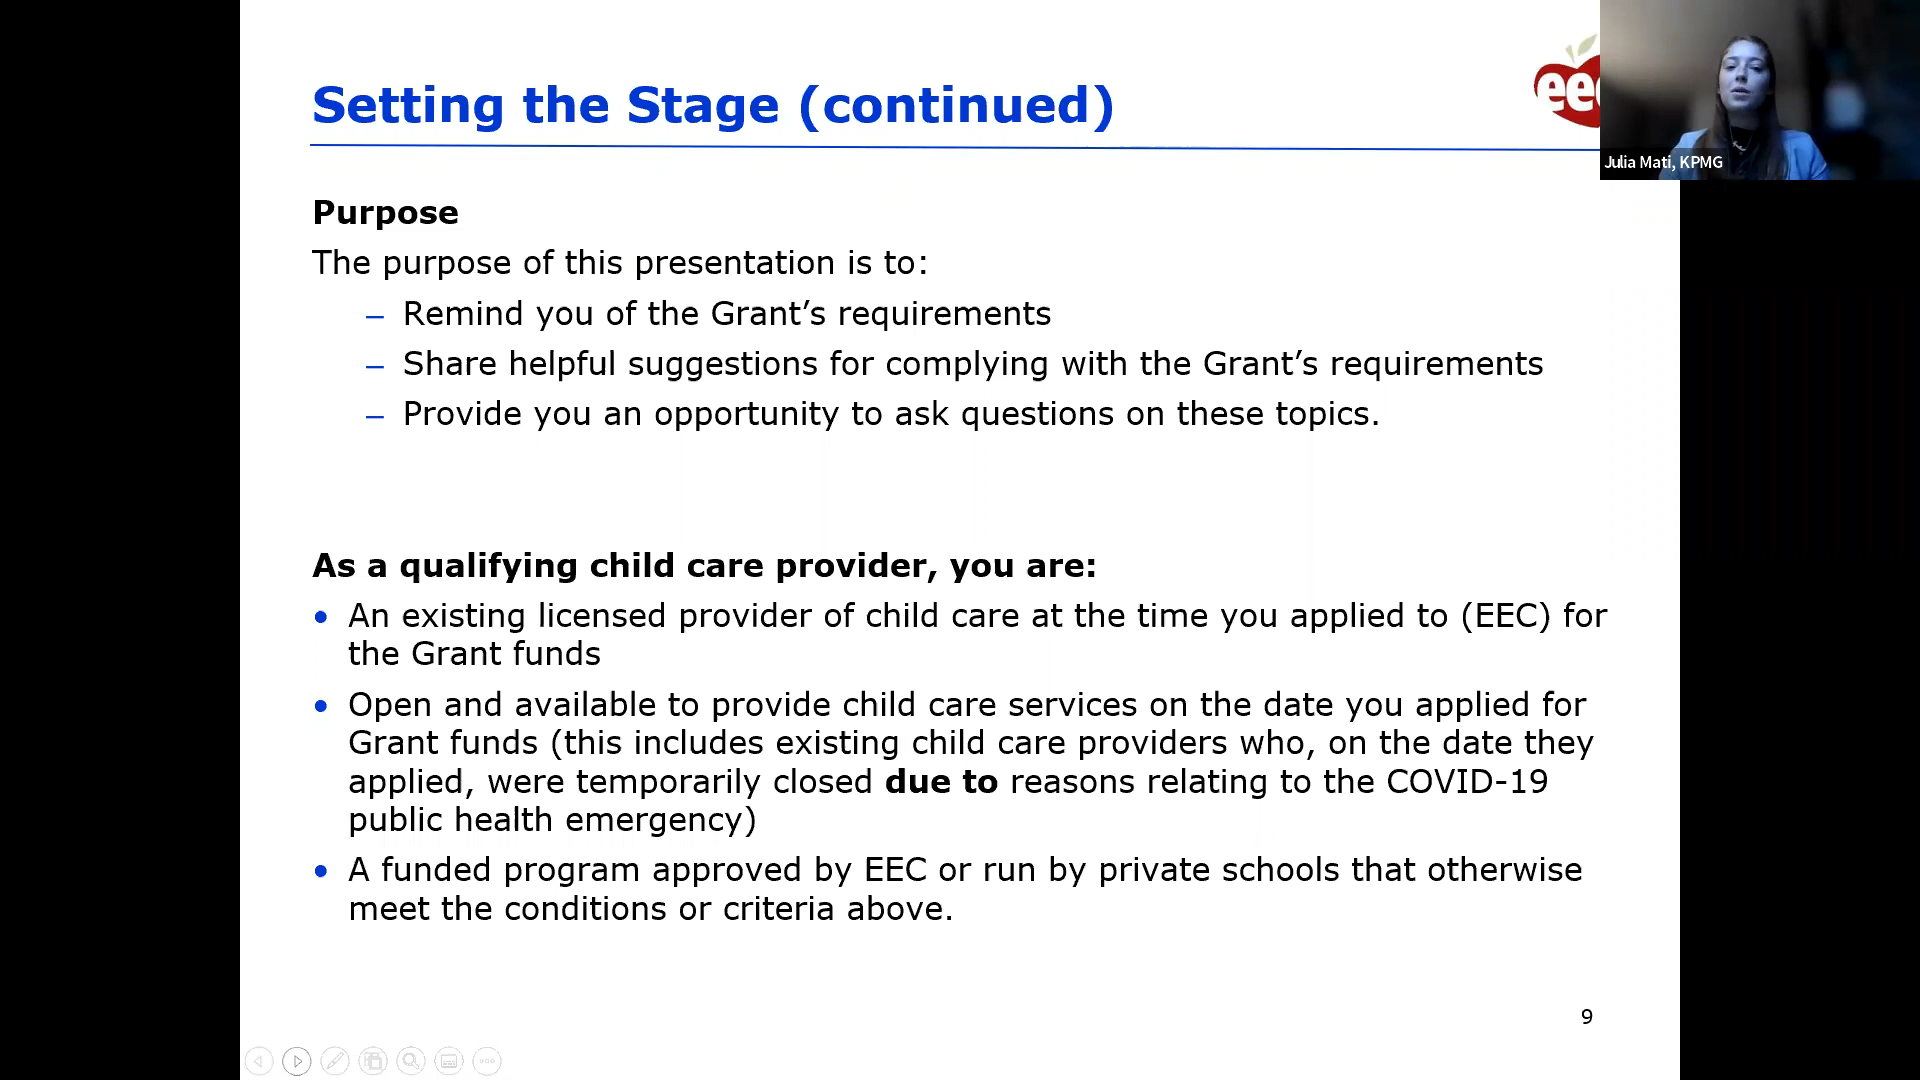 Setting the Stage (continued)
eec
Julia Mati, KPMG
Purpose
The purpose of this presentation is to:
– Remind you of the Grant’s requirements
– Share helpful suggestions for complying with the Grant’s requirements
– Provide you an opportunity to ask questions on these topics.
As a qualifying child care provider, you are:
• An existing licensed provider of child care at the time you applied to (EEC) for
the Grant funds
• Open and available to provide child care services on the date you applied for
Grant funds (this includes existing child care providers who, on the date they
applied, were temporarily closed due to reasons relating to the COVID-19
public health emergency)
• A funded program approved by EEC or run by private schools that otherwise
meet the conditions or criteria above.
9